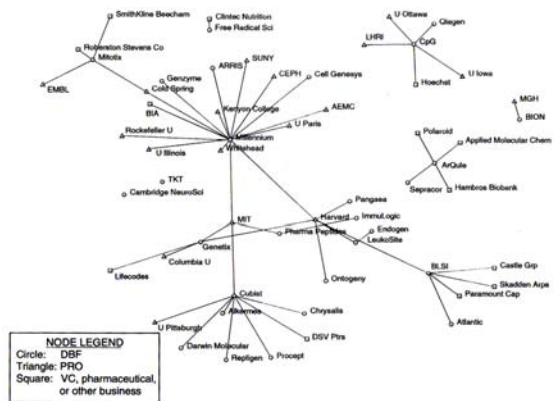 SmithKline Beecham
Clintec Nutrition
Free Radical Sci
U Ottawa
Qiagen
Roberston Stevens Co
Mitotix
LHRI
CpG
Genzyme
ARRIS
SUNY
CEPH
Cell Genesys
EMBL
Cold Spring
Hoechst
U Iowa
BIA
Kenyon College
AEMC
MGH
BION
Rockefeller U
U Paris
Millennium
Polaroid
Applied Molecular Chem
U Illinois
Whitehead
ArQule
TKT
Sepracor
Hambros Biobank
Cambridge NeuroSci
Pangaea
MIT
Harvard
ImmuLogic
Pharma Peptides
Endogen
Genetix
LeukoSite
Columbia U
BLSI
Castle Grp
Lifecodes
Ontogeny
Skadden Arps
Paramount Cap
Cubist
Alkermes
Chrysalis
Atlantic
U Pittsburgh
DSV Ptrs
Darwin Molecular
Repligen
Procept
NODE LEGEND
Circle: DBF
Triangle: PRO
Square: VC, pharmaceutical,
or other business